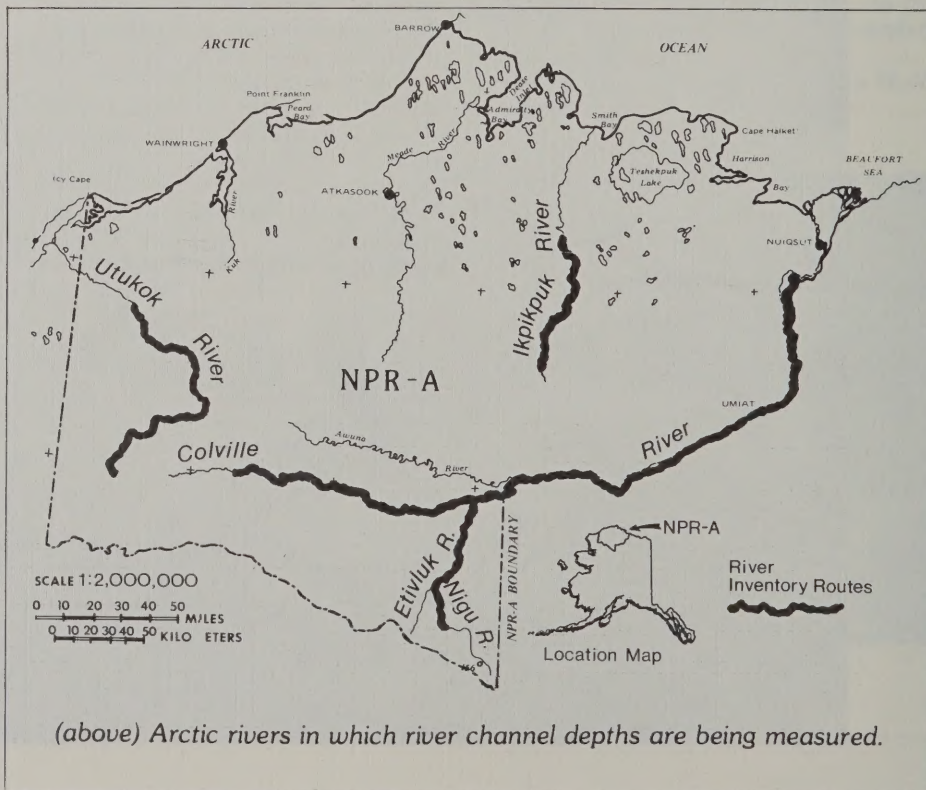 BARROW
ARCTIC
OCEAN
Point Franklin
Peard
Bay
Dease
Inlet
Admiralty
Bay
Smith
Bay
Cape Halket
WAINWRIGHT
Meade
River
Harrison
Bay
BEAUFORT
SEA
Teshekpuk
Lake
Icy Cape
ATKASOOK
River
Kuk
NUIQSUT
Utukok
River
Ikpikpuk River
NPR-A
UMIAT
Colville
River
Awuna
River
NPR-A
SCALE 1:2,000,000
0 10 20 30 40 50 MILES
0 10 20 30 40 50 KILO ETERS
Etivluk R.
Nigu R.
NPR-A BOUNDARY
River
Inventory Routes
Location Map
(above) Arctic rivers in which river channel depths are being measured.